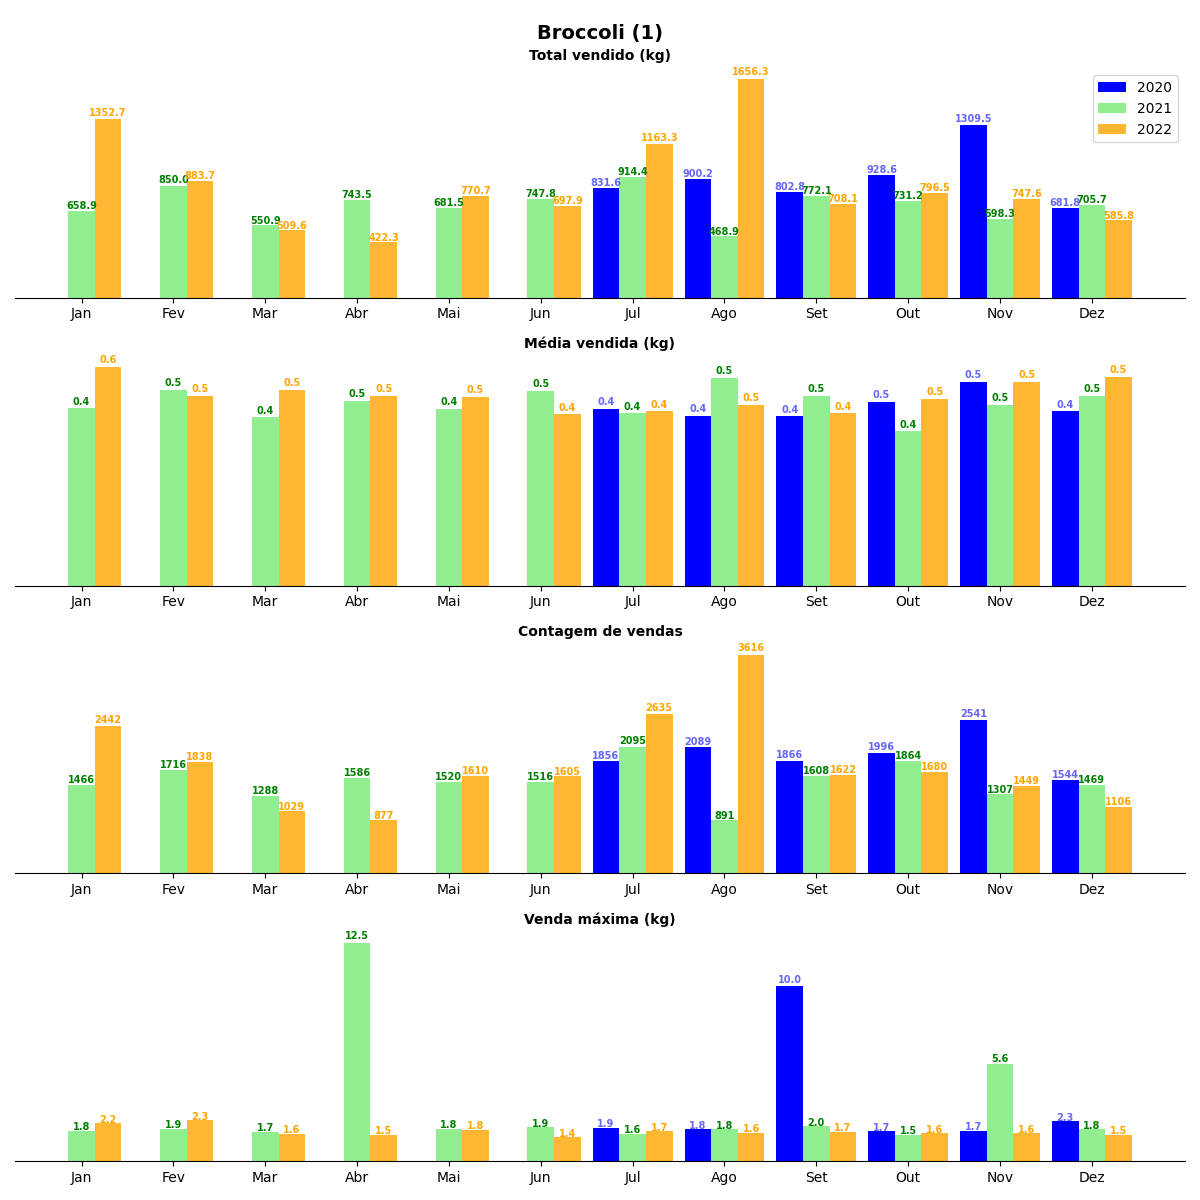 Broccoli (1)
Total vendido (kg)
2020
2021
2022
658.9 1352.7 850.0 883.7 550.9 509.6 743.5 422.3 681.5 770.7 747.8 697.9 831.6 914.4 1163.3 900.2 468.9 1656.3 802.8 772.1 708.1 928.6 731.2 796.5 1309.5 598.3 747.6 681.8 705.7 585.8
Jan Fev Mar Abr Mai Jun Jul Ago Set Out Nov Dez
Média vendida (kg)
0.4 0.6 0.5 0.5 0.4 0.5 0.5 0.5 0.4 0.5 0.5 0.4 0.4 0.4 0.4 0.4 0.5 0.5 0.4 0.5 0.4 0.5 0.4 0.5 0.5 0.5 0.5 0.4 0.5 0.5
Jan Fev Mar Abr Mai Jun Jul Ago Set Out Nov Dez
Contagem de vendas
1466 2442 1716 1838 1288 1029 1586 877 1520 1610 1516 1605 1856 2095 2635 2089 891 3616 1866 1608 1622 1996 1864 1680 2541 1307 1449 1544 1469 1106
Jan Fev Mar Abr Mai Jun Jul Ago Set Out Nov Dez
Venda máxima (kg)
1.8 2.2 1.9 2.3 1.7 1.6 12.5 1.5 1.8 1.8 1.9 1.4 1.9 1.6 1.7 1.8 1.8 1.6 10.0 2.0 1.7 1.7 1.5 1.6 1.7 5.6 1.6 2.3 1.8 1.5
Jan Fev Mar Abr Mai Jun Jul Ago Set Out Nov Dez